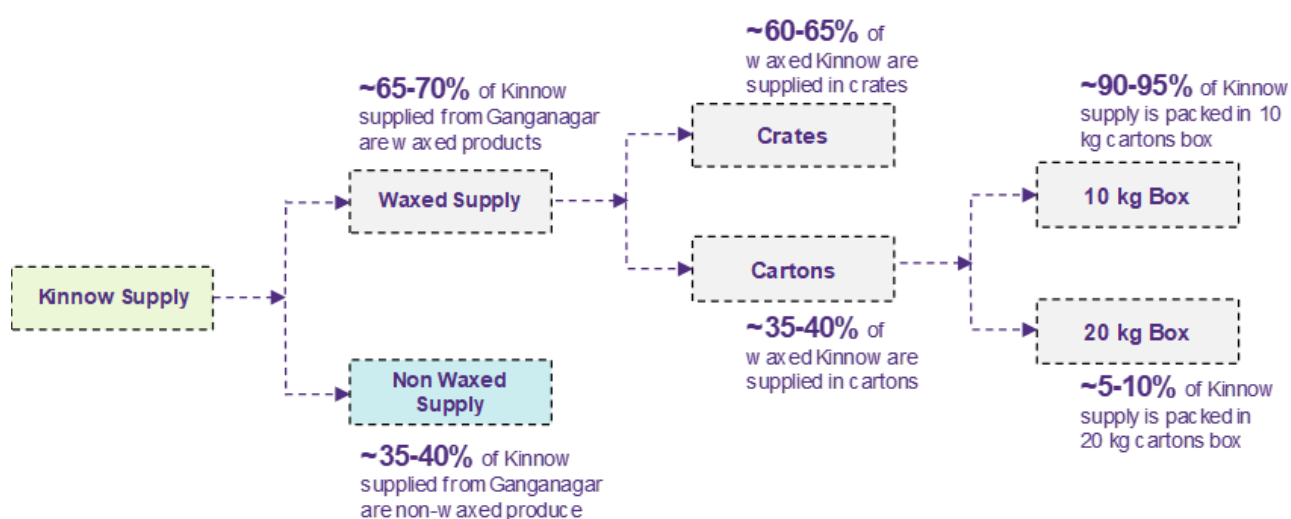 ~60-65% of
waxed Kinnow are
supplied in crates
~65-70% of Kinnow
supplied from Ganganagar
are waxed products
~90-95% of Kinnow
supply is packed in 10
kg cartons box
Crates
Waxed Supply
10 kg Box
Cartons
Kinnow Supply
~35-40% of
waxed Kinnow are
supplied in cartons
20 kg Box
Non Waxed
Supply
~5-10% of Kinnow
supply is packed in
20 kg cartons box
~35-40% of Kinnow
supplied from Ganganagar
are non-waxed produce